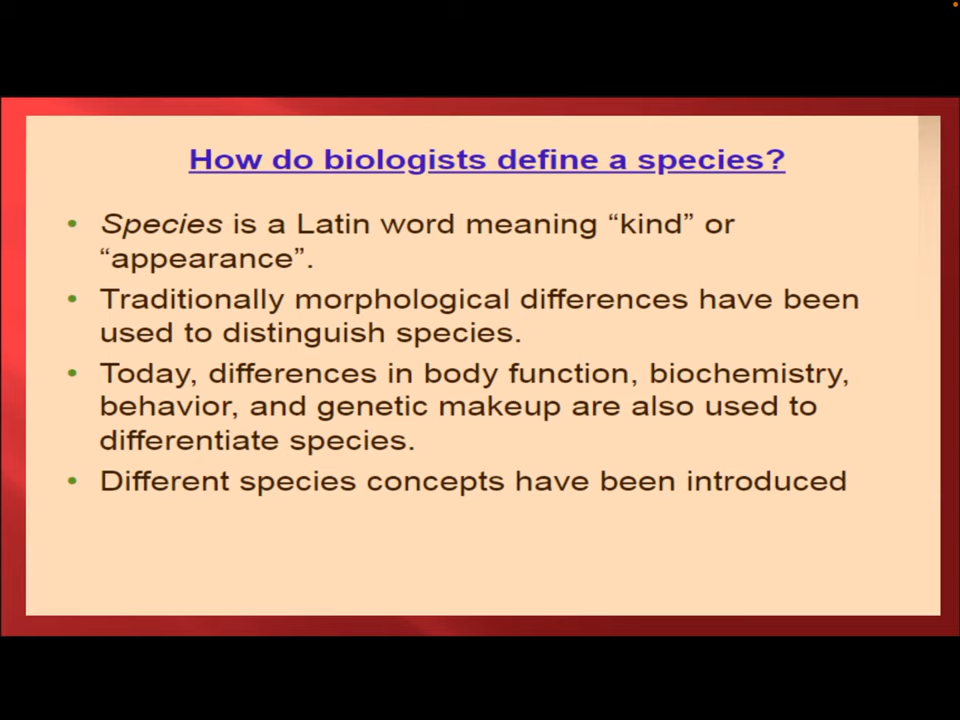 How do biologists define a species?
• Species is a Latin word meaning “kind” or
“appearance”.
• Traditionally morphological differences have been
used to distinguish species.
• Today, differences in body function, biochemistry,
behavior, and genetic makeup are also used to
differentiate species.
• Different species concepts have been introduced